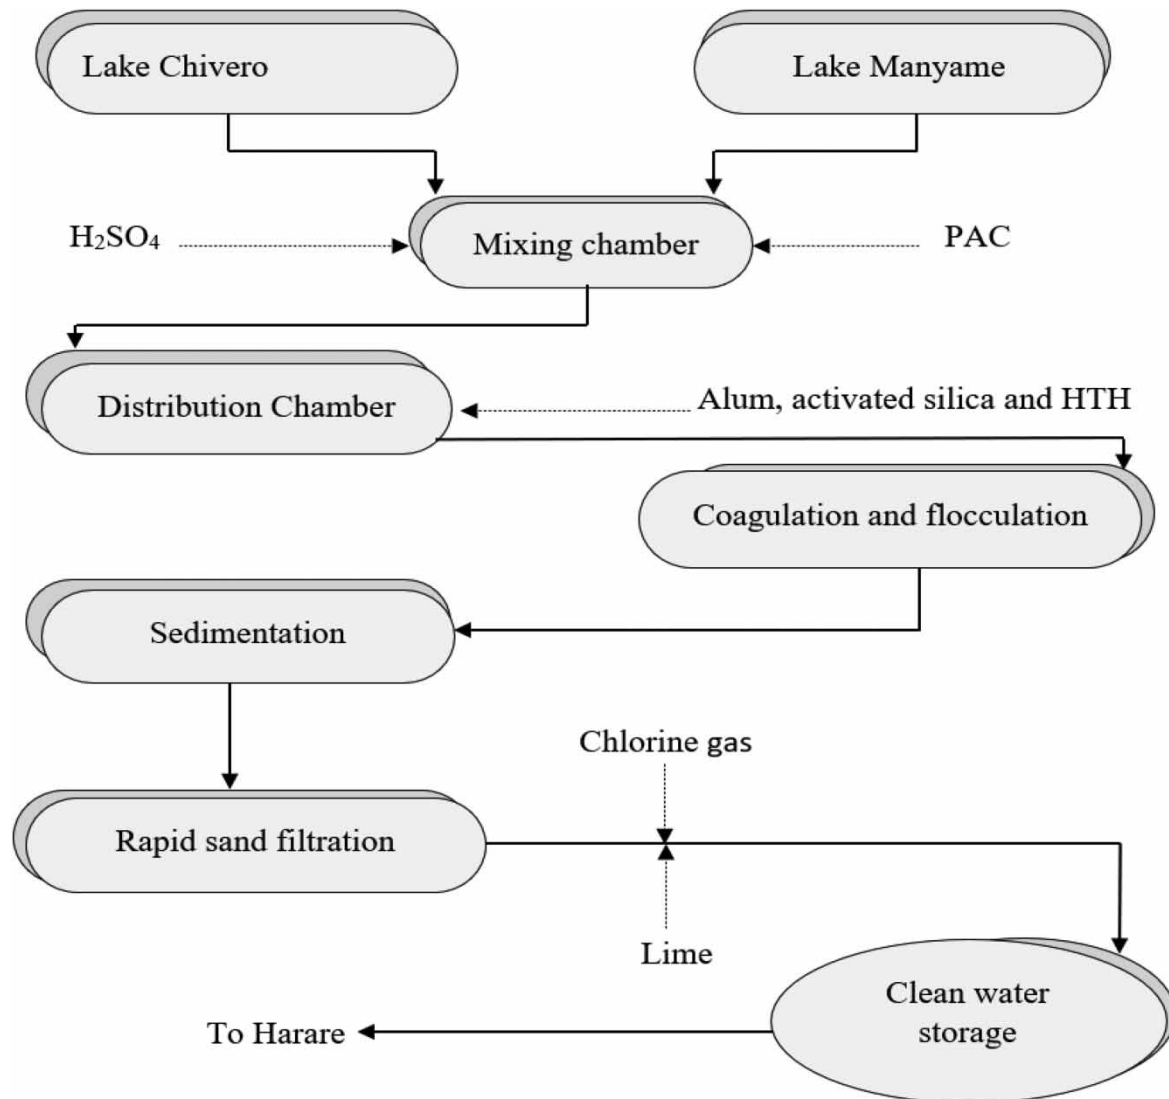 Lake Chivero
Lake Manyame
H₂SO₄
Mixing chamber
PAC
Distribution Chamber
Alum, activated silica and HTH
Coagulation and flocculation
Sedimentation
Chlorine gas
Rapid sand filtration
Lime
Clean water
storage
To Harare